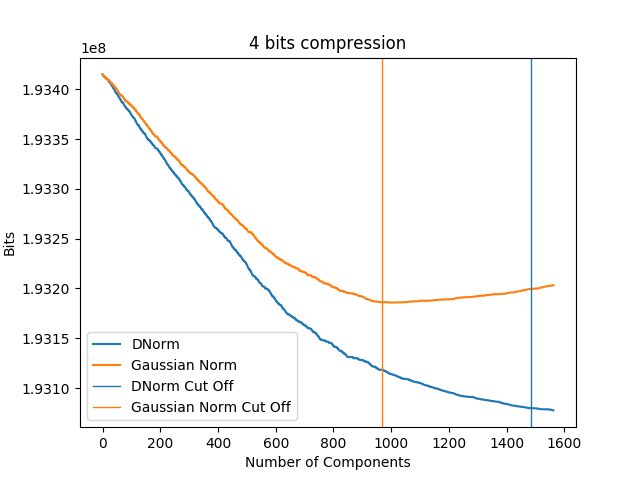 4 bits compression
1e8
1.9340
1.9335
1.9330
1.9325
1.9320
1.9315
1.9310
Bits
DNorm
Gaussian Norm
DNorm Cut Off
Gaussian Norm Cut Off
0 200 400 600 800 1000 1200 1400 1600
Number of Components